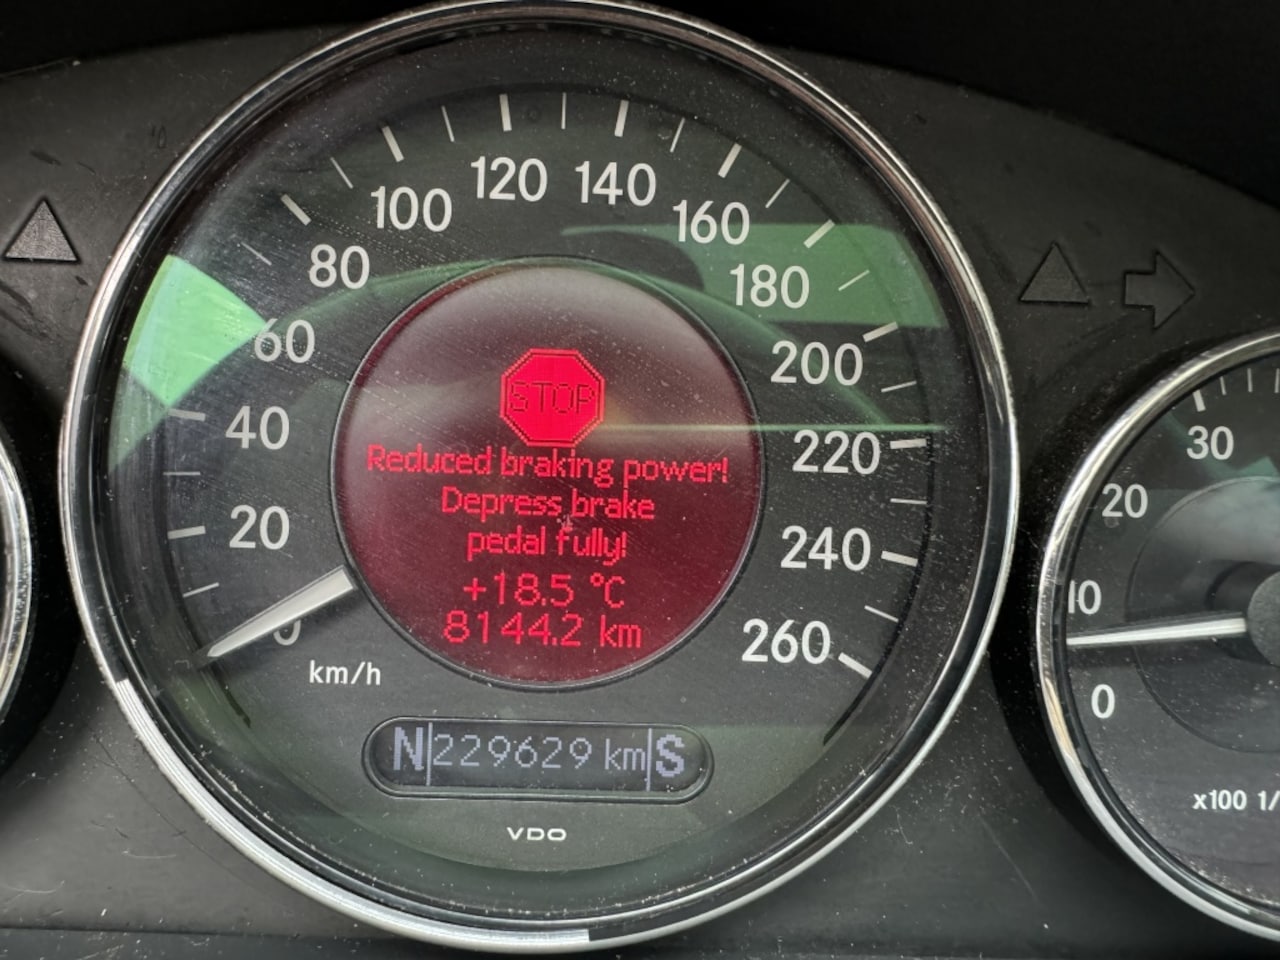 120 140
100 160
80 180
60 200
40 220
20 240
0 260
km/h
STOP
Reduced braking power!
Depress brake
pedal fully!
+18.5 °C
8144.2 km
N 229629 km S
VDO
30
20
10
0
x100 1/